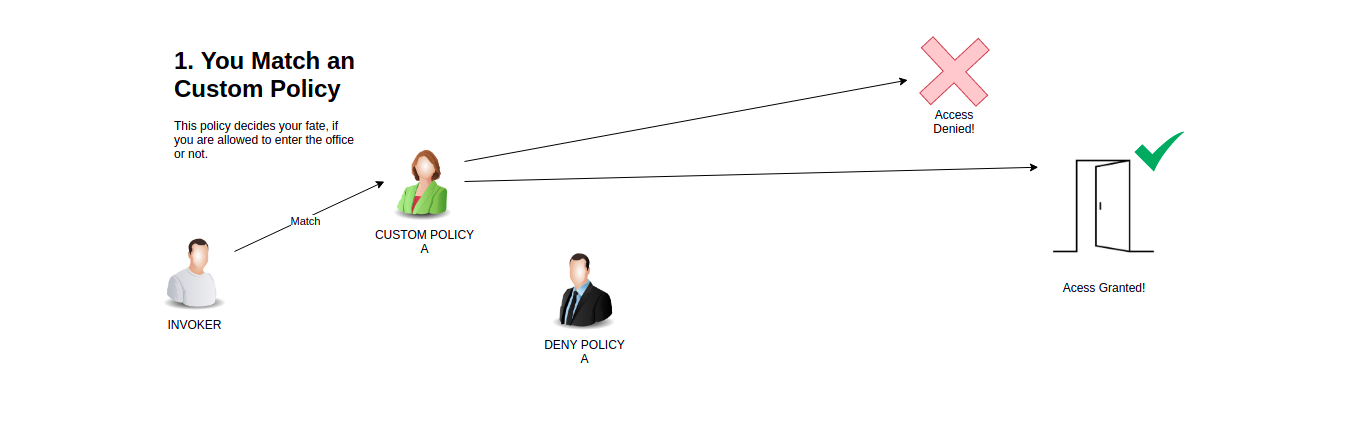 1. You Match an
Custom Policy
This policy decides your fate, if
you are allowed to enter the office
or not.
Access
Denied!
Match
CUSTOM POLICY
A
Acess Granted!
INVOKER
DENY POLICY
A